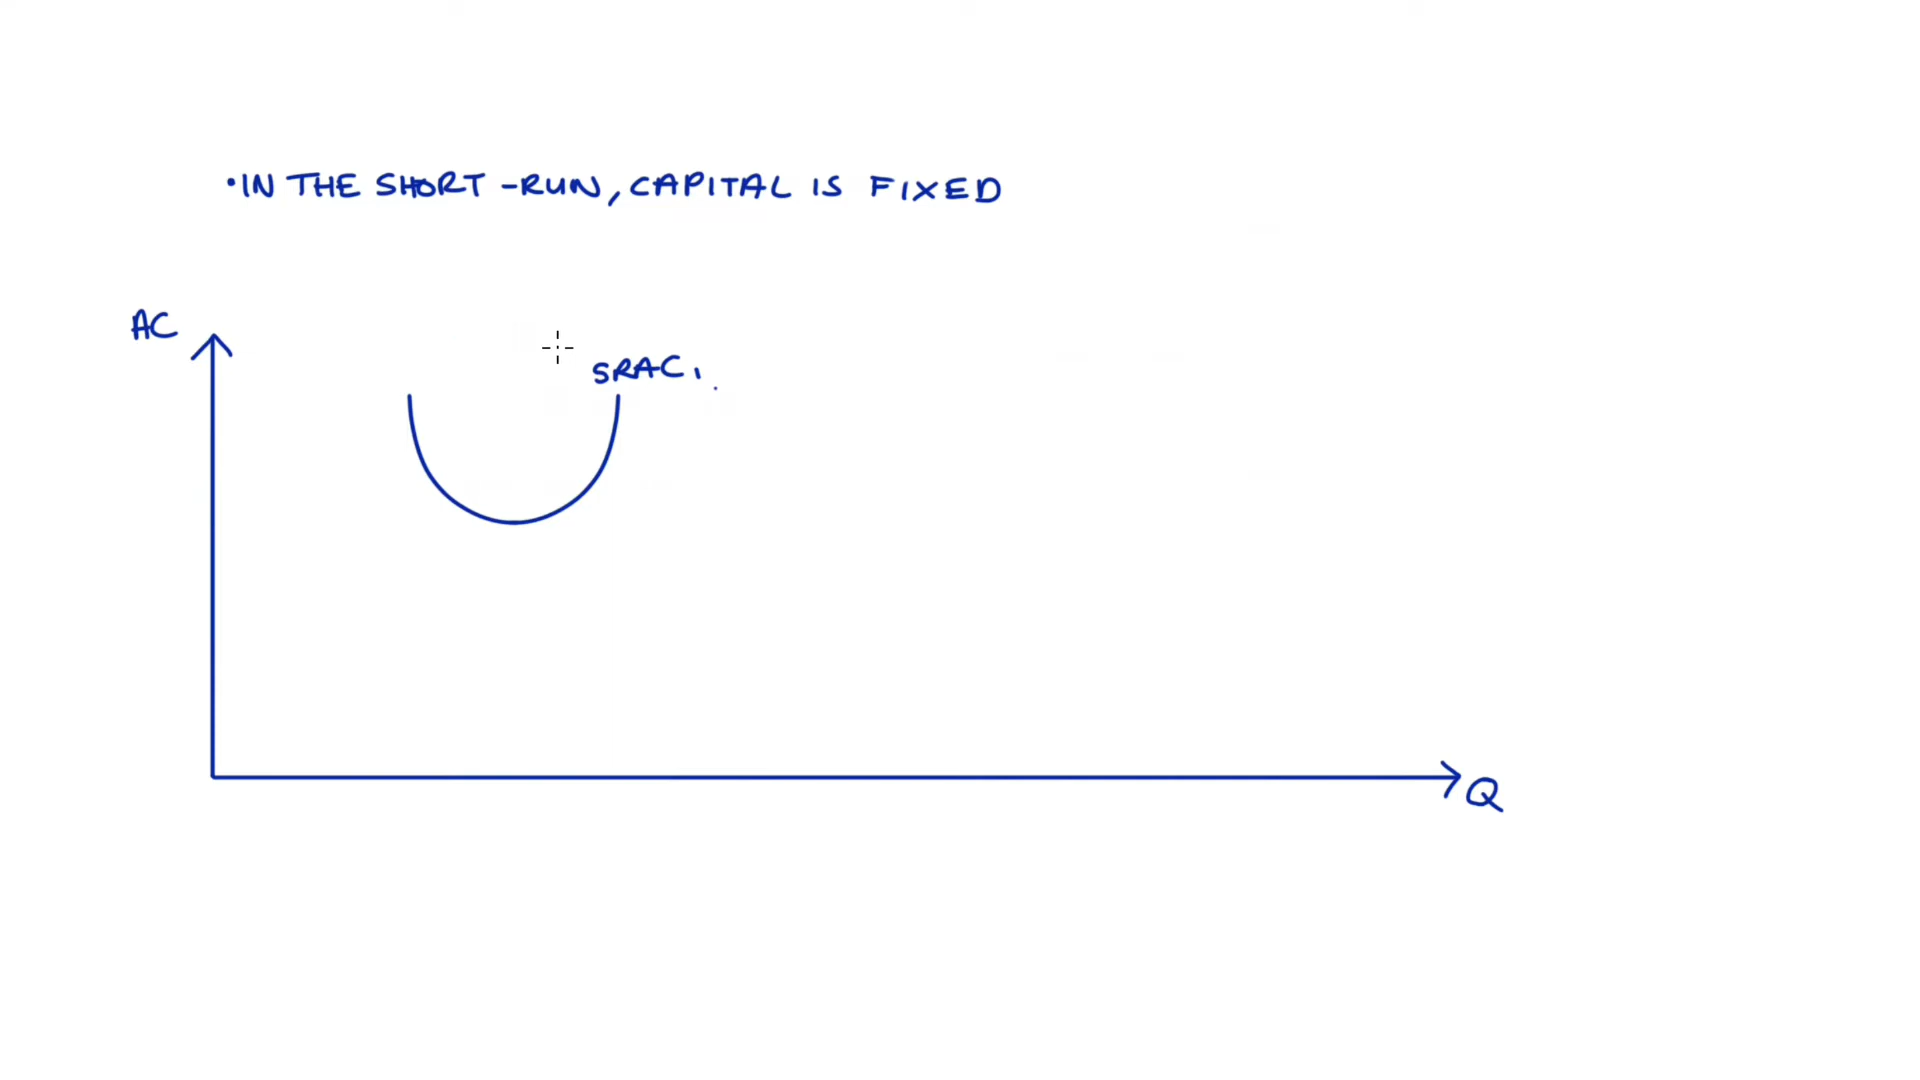 •IN THE SHORT-RUN, CAPITAL IS FIXED
AC
SRAC₁
Q